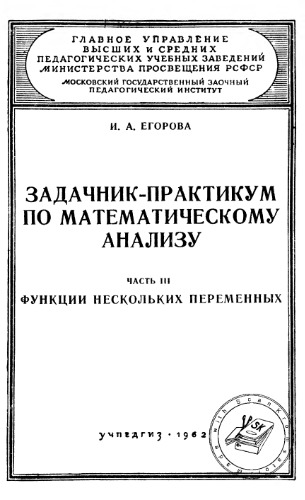 ГЛАВНОЕ УПРАВЛЕНИЕ
ВЫСШИХ И СРЕДНИХ
ПЕДАГОГИЧЕСКИХ УЧЕБНЫХ ЗАВЕДЕНИЙ
МИНИСТЕРСТВА ПРОСВЕЩЕНИЯ РСФСР
МОСКОВСКИЙ ГОСУДАРСТВЕННЫЙ ЗАОЧНЫЙ
ПЕДАГОГИЧЕСКИЙ ИНСТИТУТ
И. А. ЕГОРОВА
ЗАДАЧНИК-ПРАКТИКУМ
ПО МАТЕМАТИЧЕСКОМУ
АНАЛИЗУ
ЧАСТЬ III
ФУНКЦИИ НЕСКОЛЬКИХ ПЕРЕМЕННЫХ
УЧПЕДГИЗ · 1962
SK